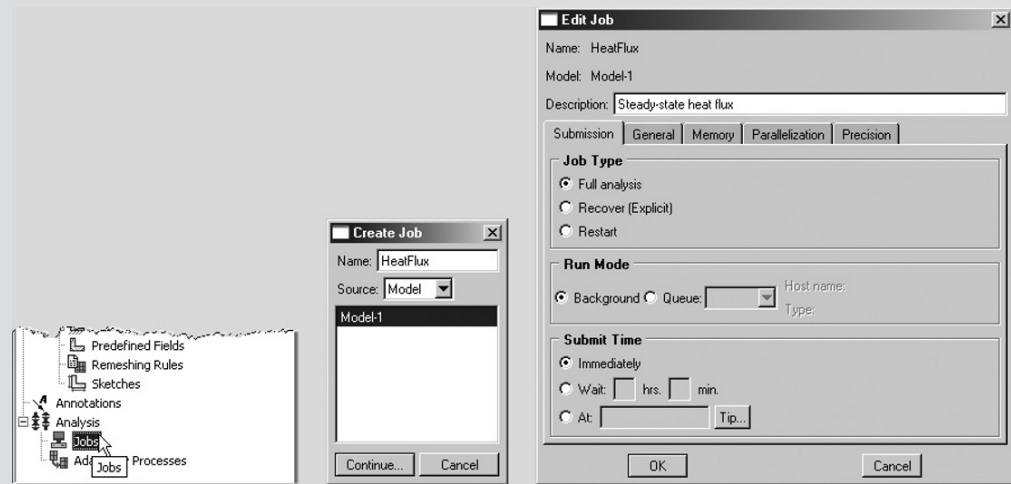 Predefined Fields
Remeshing Rules
Sketches
Annotations
Analysis
Jobs
Processes
Jobs
Create Job
Name: HeatFlux
Source: Model
Model-1
Continue...
Cancel
Edit Job
Name: HeatFlux
Model: Model-1
Description: Steady-state heat flux
Submission General Memory Parallelization Precision
Job Type
Full analysis
Recover (Explicit)
Restart
Run Mode
Background Queue: Host name:
Type:
Submit Time
Immediately
Wait: hrs. min.
At: Tip...
OK Cancel